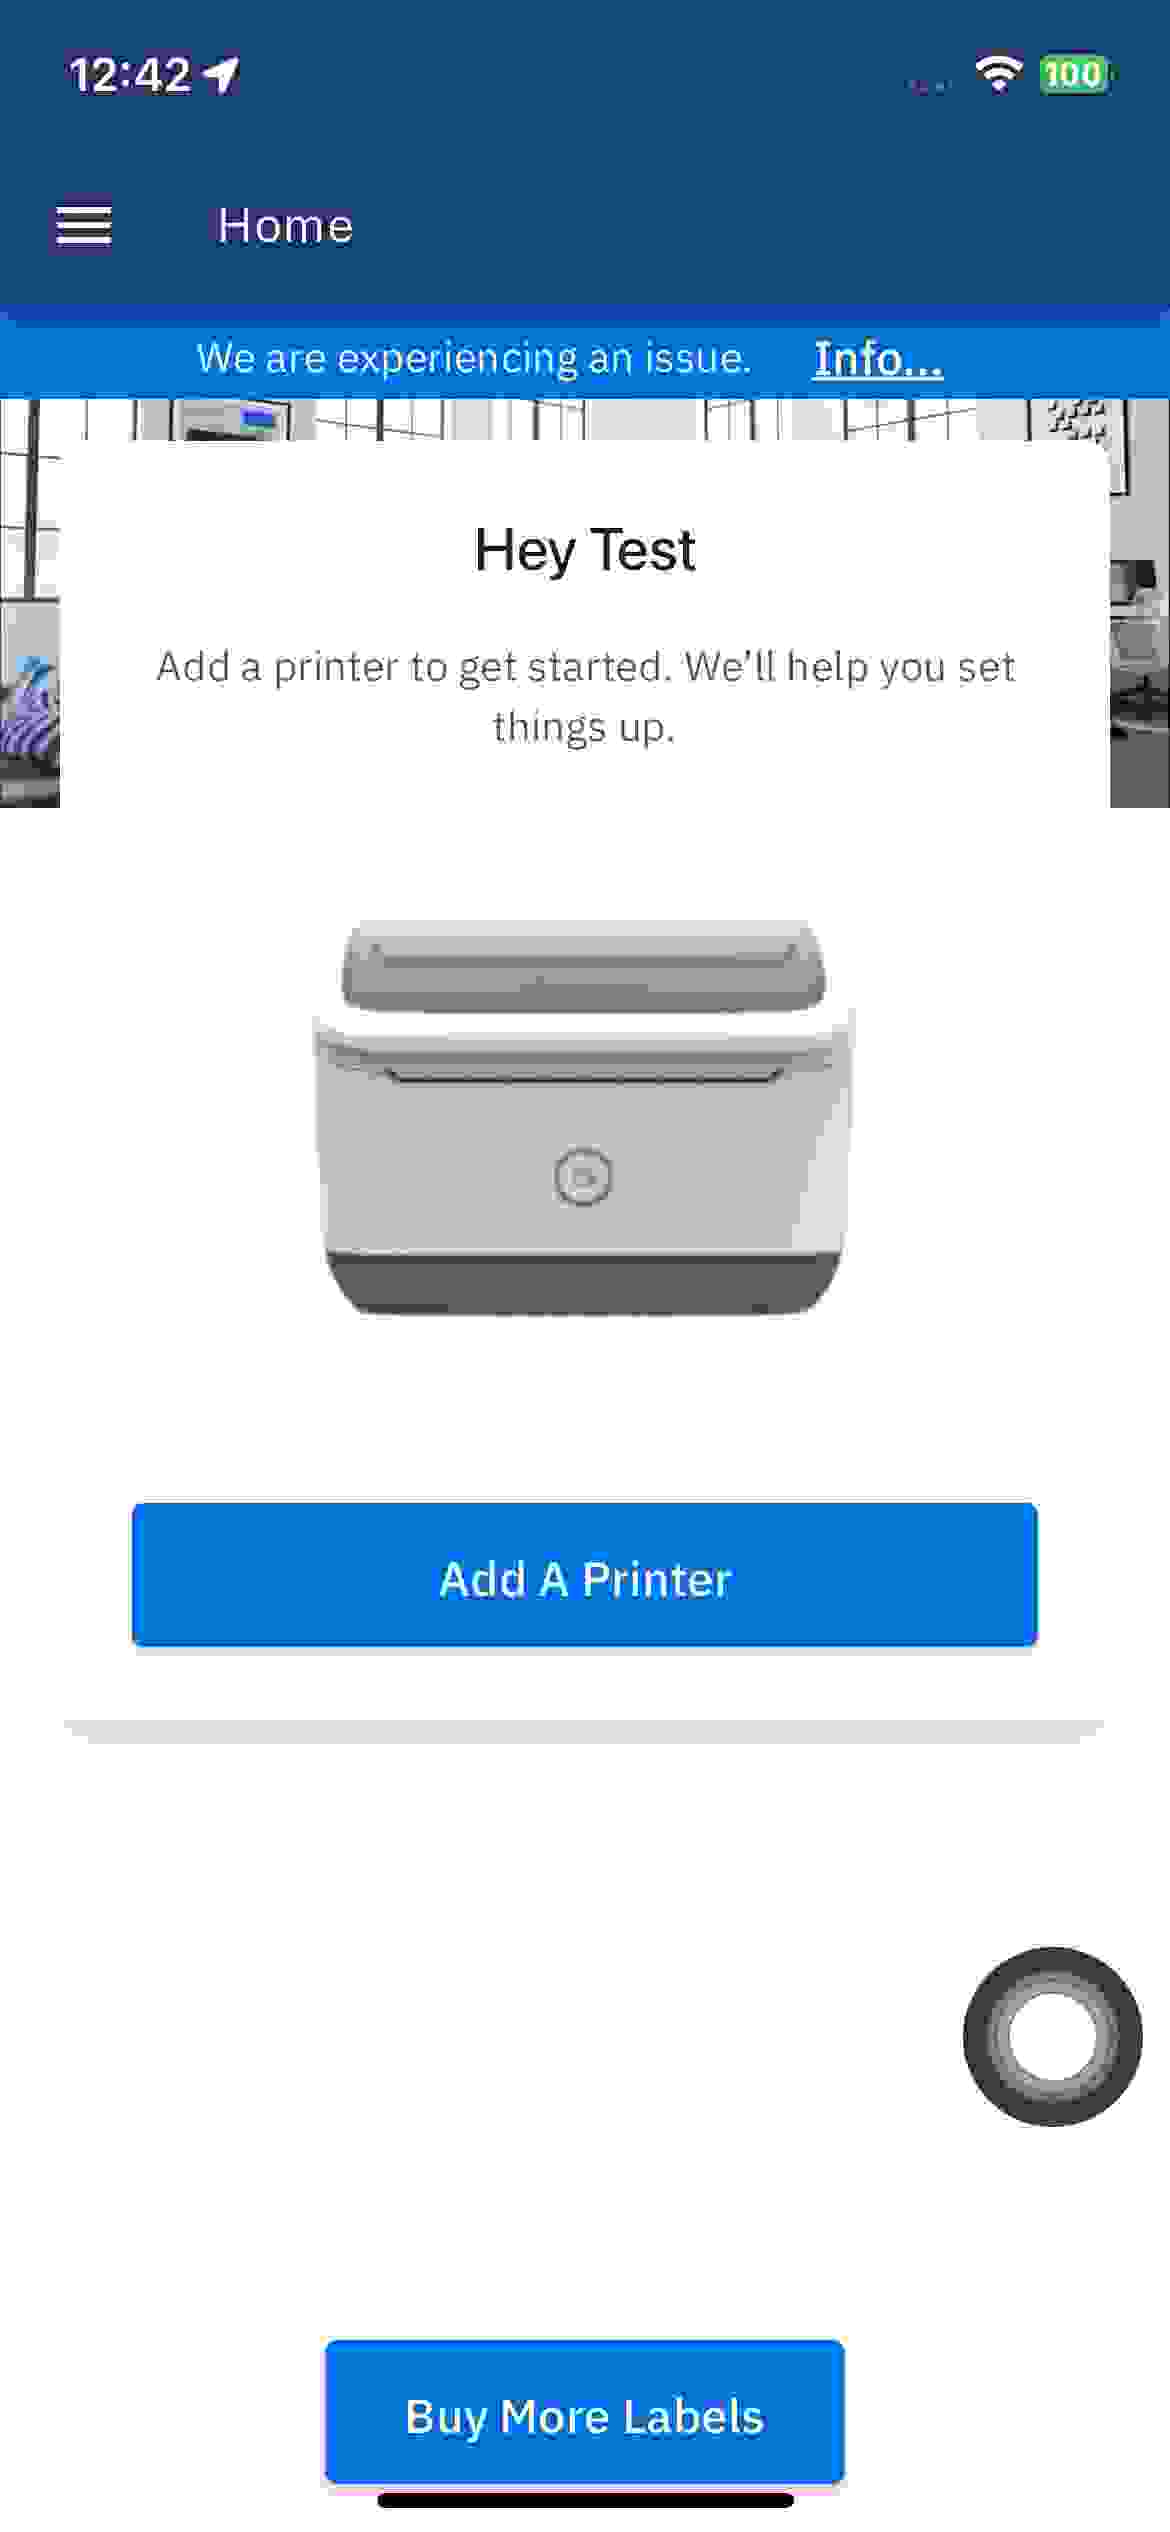 12:42
100
Home
We are experiencing an issue. Info...
Hey Test
Add a printer to get started. We'll help you set
things up.
Add A Printer
Buy More Labels